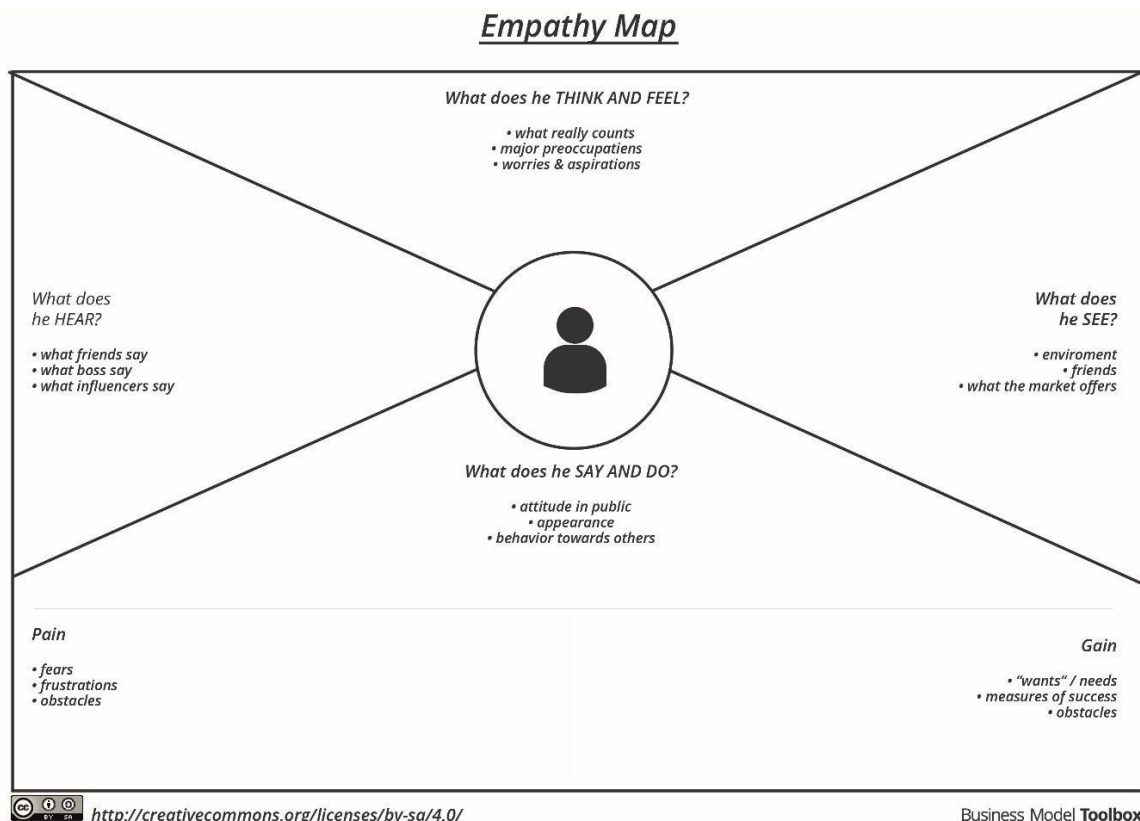 Empathy Map
What does he THINK AND FEEL?
• what really counts
• major preoccupatiens
• worries & aspirations
What does
he HEAR?
• what friends say
• what boss say
• what influencers say
What does
he SEE?
• enviroment
• friends
• what the market offers
What does he SAY AND DO?
• attitude in public
• appearance
• behavior towards others
Pain
• fears
• frustrations
• obstacles
Gain
• “wants“ / needs
• measures of success
• obstacles
cc BY SA
http://creativecommons.org/licenses/by-sa/4.0/
Business Model Toolbox